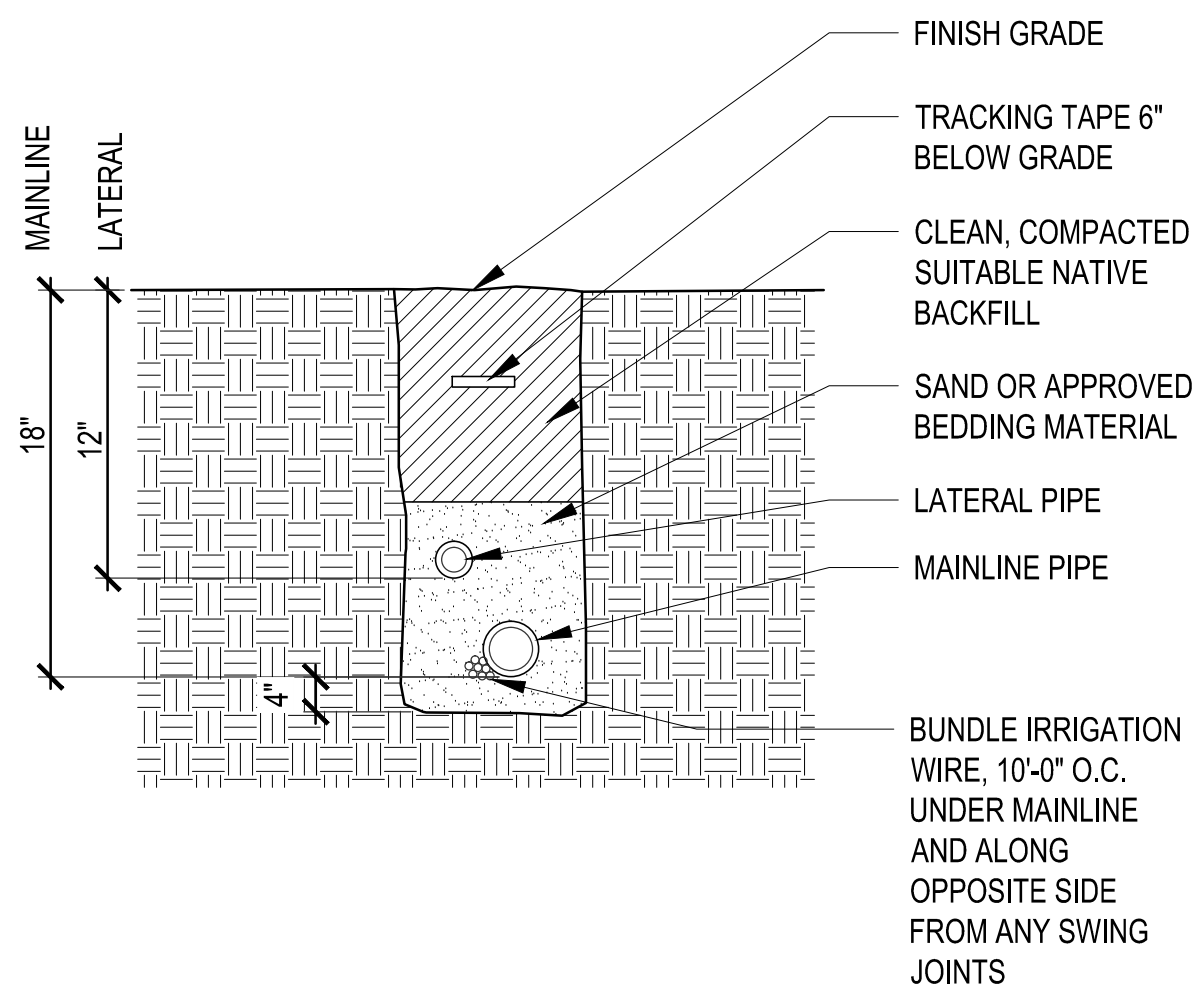 FINISH GRADE
TRACKING TAPE 6"
BELOW GRADE
CLEAN, COMPACTED
SUITABLE NATIVE
BACKFILL
SAND OR APPROVED
BEDDING MATERIAL
LATERAL PIPE
MAINLINE PIPE
BUNDLE IRRIGATION
WIRE, 10'-0" O.C.
UNDER MAINLINE
AND ALONG
OPPOSITE SIDE
FROM ANY SWING
JOINTS
MAINLINE
LATERAL
18"
12"
4"